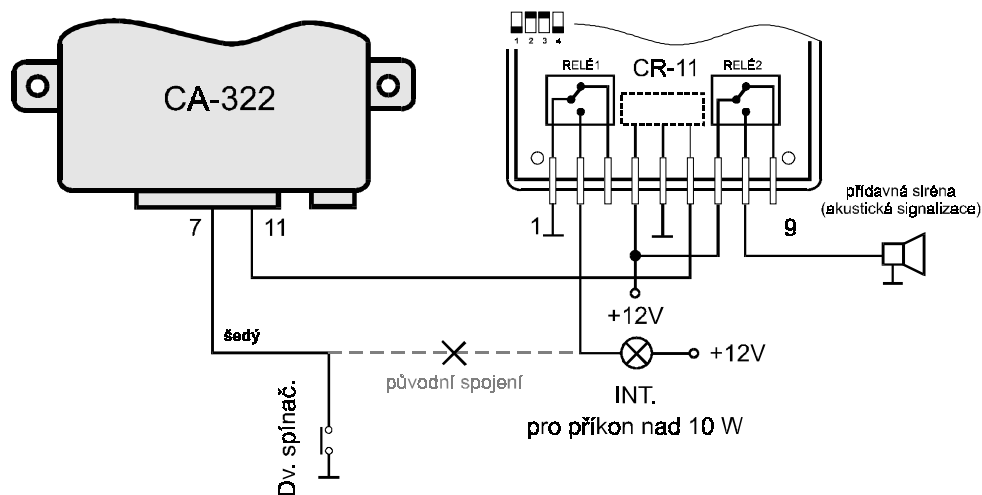 1 2 3 4
RELÉ1
CR-11
RELÉ2
CA-322
přídavná siréna
(akustická signalizace)
7
11
1
9
+12V
šedý
+12V
původní spojení
INT.
pro příkon nad 10 W
Dv. spínač.